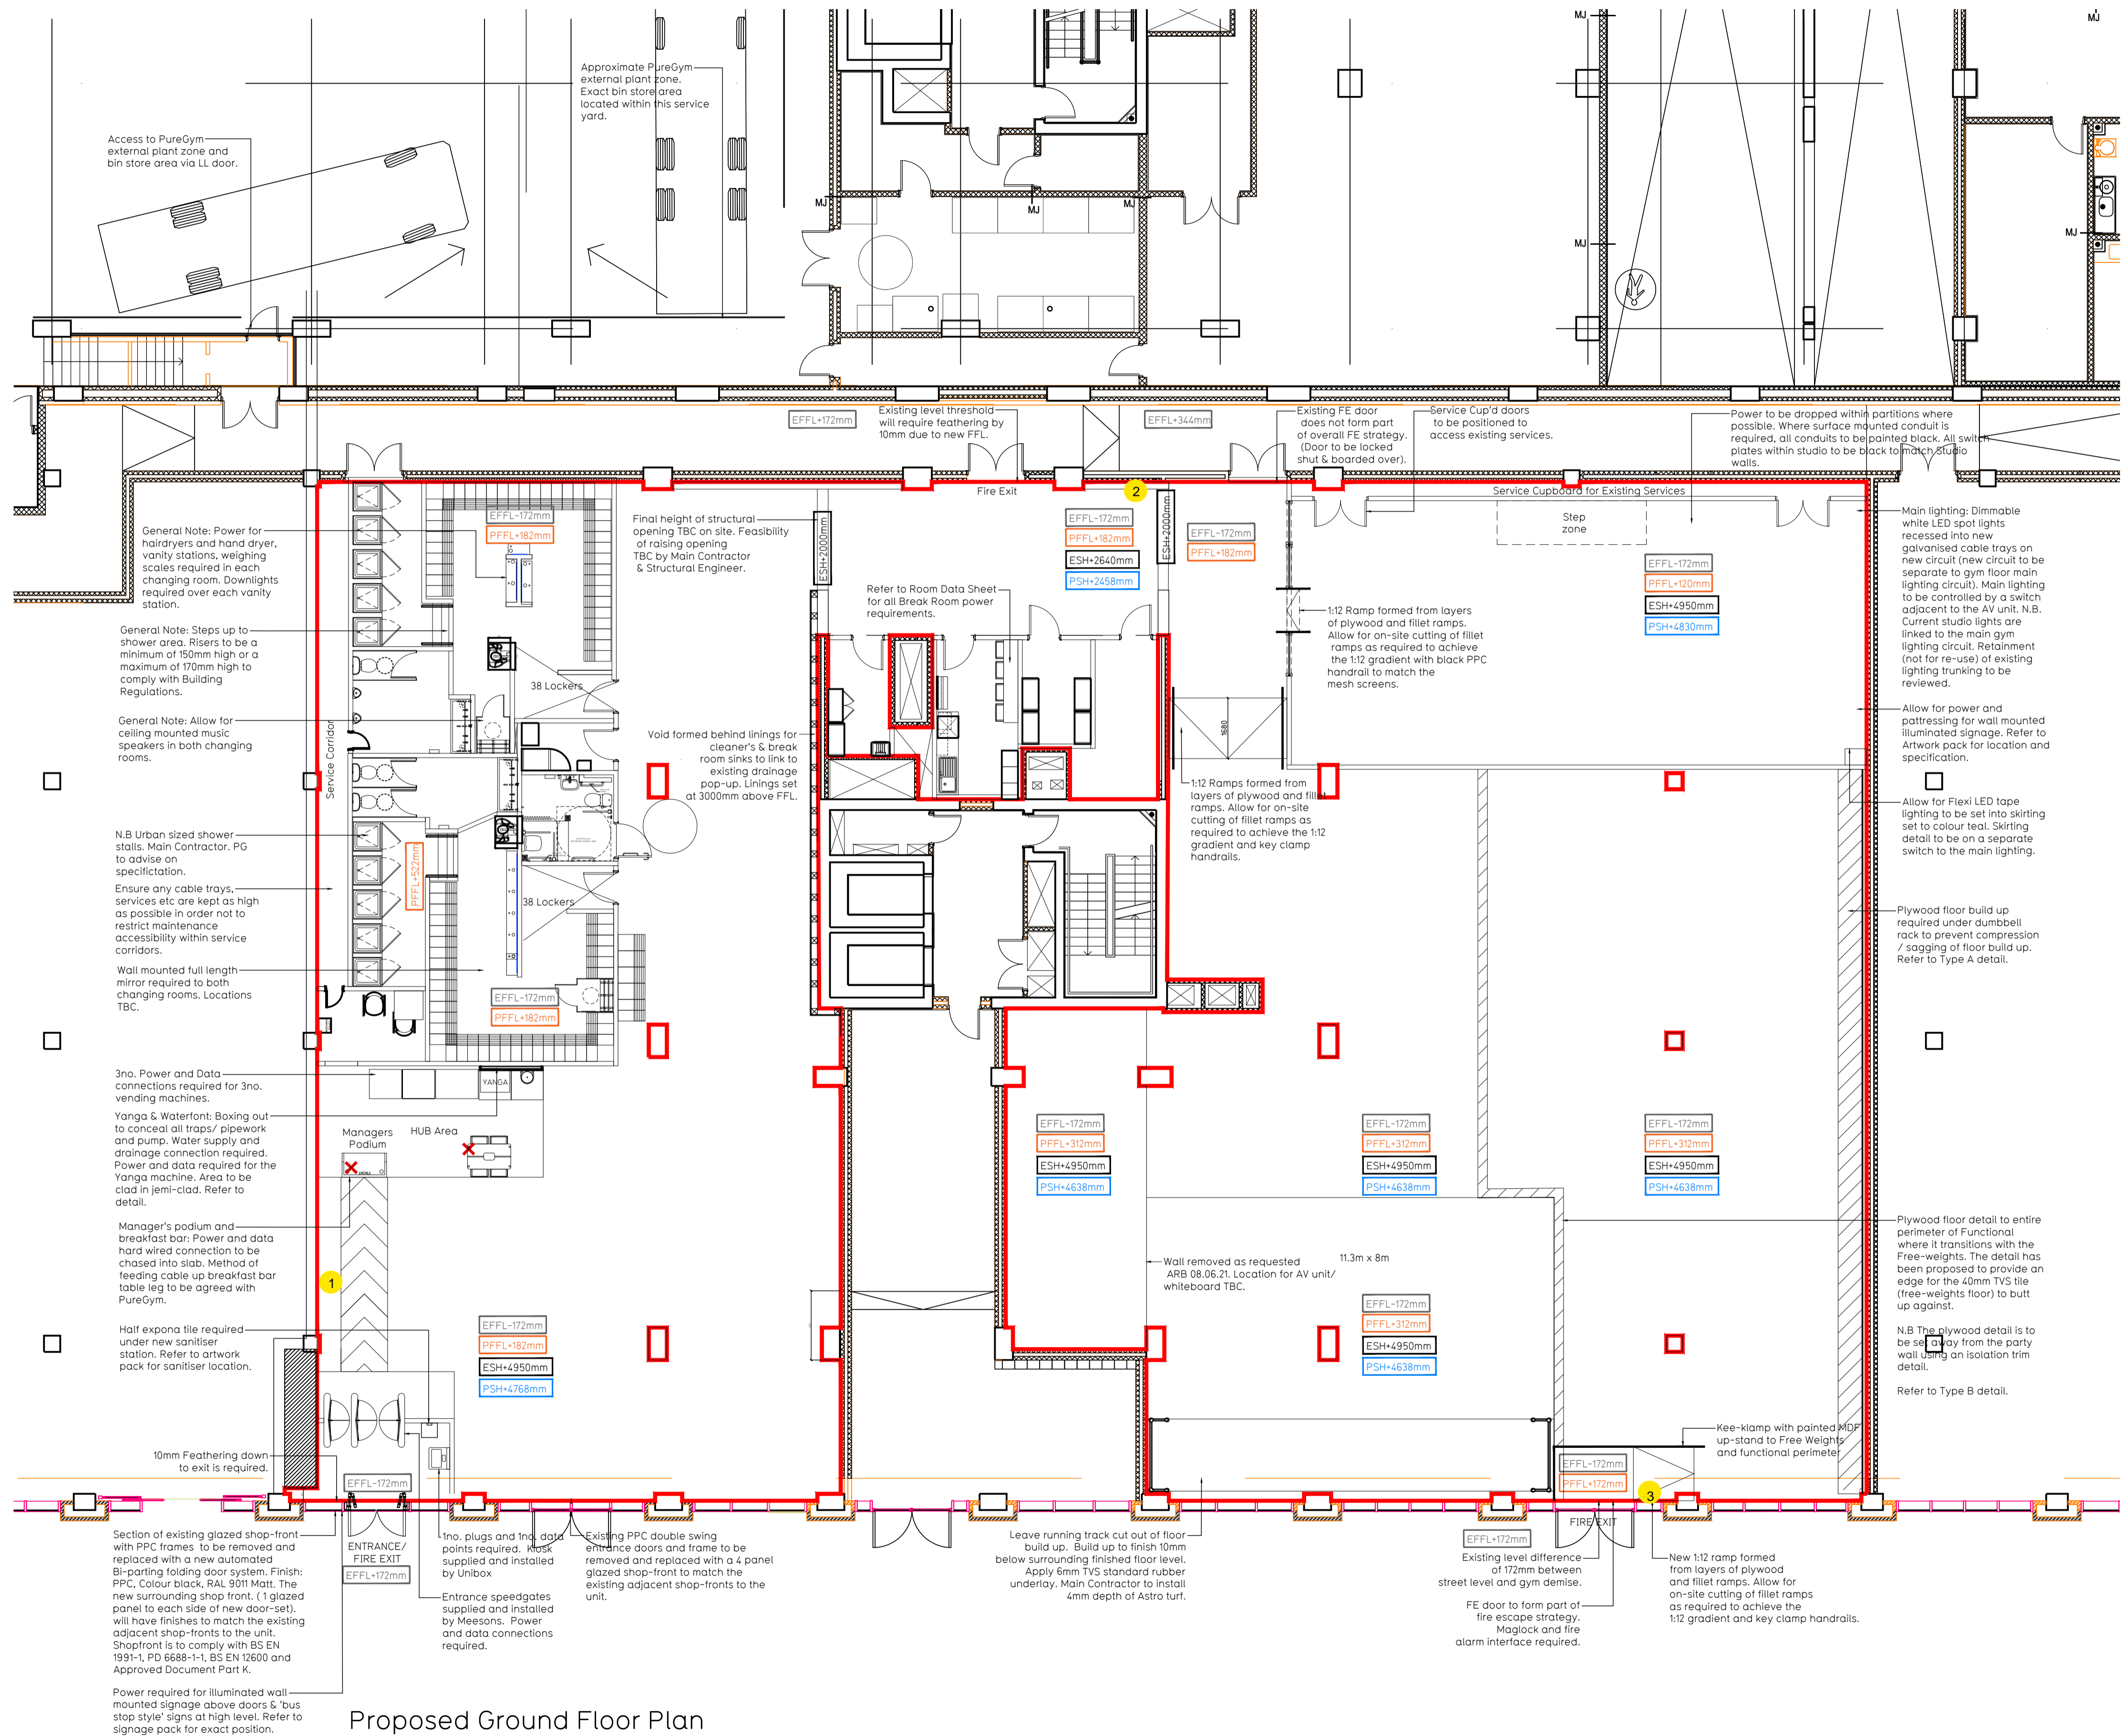 MJ
MJ
Approximate PureGym
external plant zone.
Exact bin store area
located within this service
yard.
Access to PureGym
external plant zone and
bin store area via LL door.
MJ
MJ
MJ
MJ
MJ
EFFL+172mm
Existing level threshold
will require feathering by
10mm due to new FFL.
EFFL+344mm
Existing FE door
does not form part
of overall FE strategy.
(Door to be locked
shut & boarded over).
Service Cup'd doors
to be positioned to
access existing services.
Power to be dropped within partitions where
possible. Where surface mounted conduit is
required, all conduits to be painted black. All switch
plates within studio to be black to match Studio
walls.
Fire Exit
2
Service Cupboard for Existing Services
Step
zone
General Note: Power for
hairdryers and hand dryer,
vanity stations, weighing
scales required in each
changing room. Downlights
required over each vanity
station.
EFFL-172mm
PFFL+182mm
Final height of structural
opening TBC on site. Feasibility
of raising opening
TBC by Main Contractor
& Structural Engineer.
ESH+2000mm
EFFL-172mm
PFFL+182mm
ESH+2640mm
PSH+2458mm
ESH+2000mm
EFFL-172mm
PFFL+182mm
EFFL-172mm
PFFL+120mm
ESH+4950mm
PSH+4830mm
Main lighting: Dimmable
white LED spot lights
recessed into new
galvanised cable trays on
new circuit (new circuit to be
separate to gym floor main
lighting circuit). Main lighting
to be controlled by a switch
adjacent to the AV unit. N.B.
Current studio lights are
linked to the main gym
lighting circuit. Retainment
(not for re-use) of existing
lighting trunking to be
reviewed.
Refer to Room Data Sheet
for all Break Room power
requirements.
1:12 Ramp formed from layers
of plywood and fillet ramps.
Allow for on-site cutting of fillet
ramps as required to achieve
the 1:12 gradient with black PPC
handrail to match the
mesh screens.
General Note: Steps up to
shower area. Risers to be a
minimum of 150mm high or a
maximum of 170mm high to
comply with Building
Regulations.
38 Lockers
1680
General Note: Allow for
ceiling mounted music
speakers in both changing
rooms.
Service Corridor
Void formed behind linings for
cleaner's & break
room sinks to link to
existing drainage
pop-up. Linings set
at 3000mm above FFL.
Allow for power and
pattressing for wall mounted
illuminated signage. Refer to
Artwork pack for location and
specification.
1:12 Ramps formed from
layers of plywood and fillet
ramps. Allow for on-site
cutting of fillet ramps as
required to achieve the 1:12
gradient and key clamp
handrails.
Allow for Flexi LED tape
lighting to be set into skirting
set to colour teal. Skirting
detail to be on a separate
switch to the main lighting.
N.B Urban sized shower
stalls. Main Contractor. PG
to advise on
specifictation.
PFFL+522mm
Ensure any cable trays,
services etc are kept as high
as possible in order not to
restrict maintenance
accessibility within service
corridors.
38 Lockers
Plywood floor build up
required under dumbbell
rack to prevent compression
/ sagging of floor build up.
Refer to Type A detail.
Wall mounted full length
mirror required to both
changing rooms. Locations
TBC.
EFFL-172mm
PFFL+182mm
3no. Power and Data
connections required for 3no.
vending machines.
YANGA
Yanga & Waterfont: Boxing out
to conceal all traps/ pipework
and pump. Water supply and
drainage connection required.
Power and data required for the
Yanga machine. Area to be
clad in jemi-clad. Refer to
detail.
Managers
Podium
HUB Area
FRONT
EFFL-172mm
PFFL+312mm
ESH+4950mm
PSH+4638mm
EFFL-172mm
PFFL+312mm
ESH+4950mm
PSH+4638mm
EFFL-172mm
PFFL+312mm
ESH+4950mm
PSH+4638mm
Manager's podium and
breakfast bar: Power and data
hard wired connection to be
chased into slab. Method of
feeding cable up breakfast bar
table leg to be agreed with
PureGym.
1
Wall removed as requested
ARB 08.06.21. Location for AV unit/
whiteboard TBC.
11.3m x 8m
Plywood floor detail to entire
perimeter of Functional
where it transitions with the
Free-weights. The detail has
been proposed to provide an
edge for the 40mm TVS tile
(free-weights floor) to butt
up against.
N.B The plywood detail is to
be set away from the party
wall using an isolation trim
detail.
Refer to Type B detail.
Half expona tile required
under new sanitiser
station. Refer to artwork
pack for sanitiser location.
EFFL-172mm
PFFL+182mm
ESH+4950mm
PSH+4768mm
EFFL-172mm
PFFL+312mm
ESH+4950mm
PSH+4638mm
Kee-klamp with painted MDF
up-stand to Free Weights
and functional perimeter
10mm Feathering down
to exit is required.
EFFL-172mm
EFFL-172mm
PFFL+172mm
3
FIRE EXIT
Section of existing glazed shop-front
with PPC frames to be removed and
replaced with a new automated
Bi-parting folding door system. Finish:
PPC, Colour black, RAL 9011 Matt. The
new surrounding shop front. ( 1 glazed
panel to each side of new door-set).
will have finishes to match the existing
adjacent shop-fronts to the unit.
Shopfront is to comply with BS EN
1991-1, PD 6688-1-1, BS EN 12600 and
Approved Document Part K.
ENTRANCE/
FIRE EXIT
EFFL+172mm
1no. plugs and 1no. data
points required. Kiosk
supplied and installed
by Unibox
Existing PPC double swing
entrance doors and frame to be
removed and replaced with a 4 panel
glazed shop-front to match the
existing adjacent shop-fronts to the
unit.
Entrance speedgates
supplied and installed
by Meesons. Power
and data connections
required.
Leave running track cut out of floor
build up. Build up to finish 10mm
below surrounding finished floor level.
Apply 6mm TVS standard rubber
underlay. Main Contractor to install
4mm depth of Astro turf.
EFFL+172mm
Existing level difference
of 172mm between
street level and gym demise.
FE door to form part of
fire escape strategy.
Maglock and fire
alarm interface required.
New 1:12 ramp formed
from layers of plywood
and fillet ramps. Allow for
on-site cutting of fillet ramps
as required to achieve the
1:12 gradient and key clamp handrails.
Power required for illuminated wall
mounted signage above doors & 'bus
stop style' signs at high level. Refer to
signage pack for exact position.
Proposed Ground Floor Plan